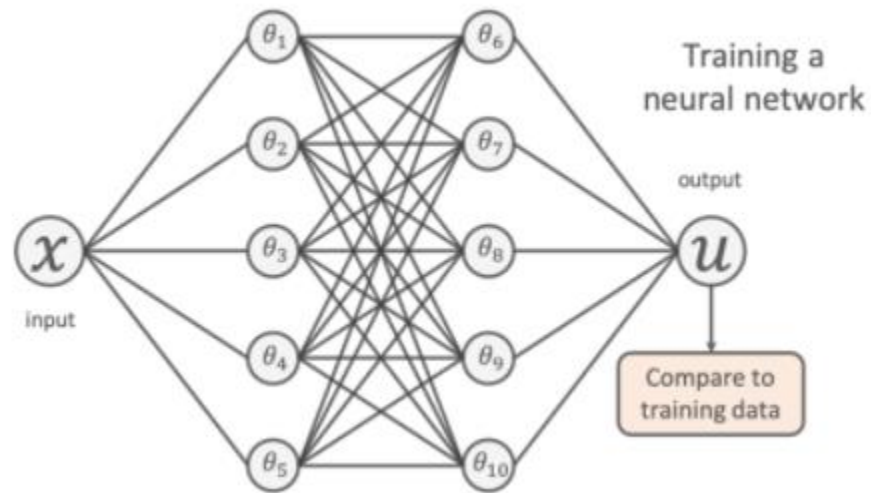 θ1
θ6
Training a
neural network
θ2
θ7
output
x
θ3
θ8
u
input
θ4
θ9
Compare to
training data
θ5
θ10